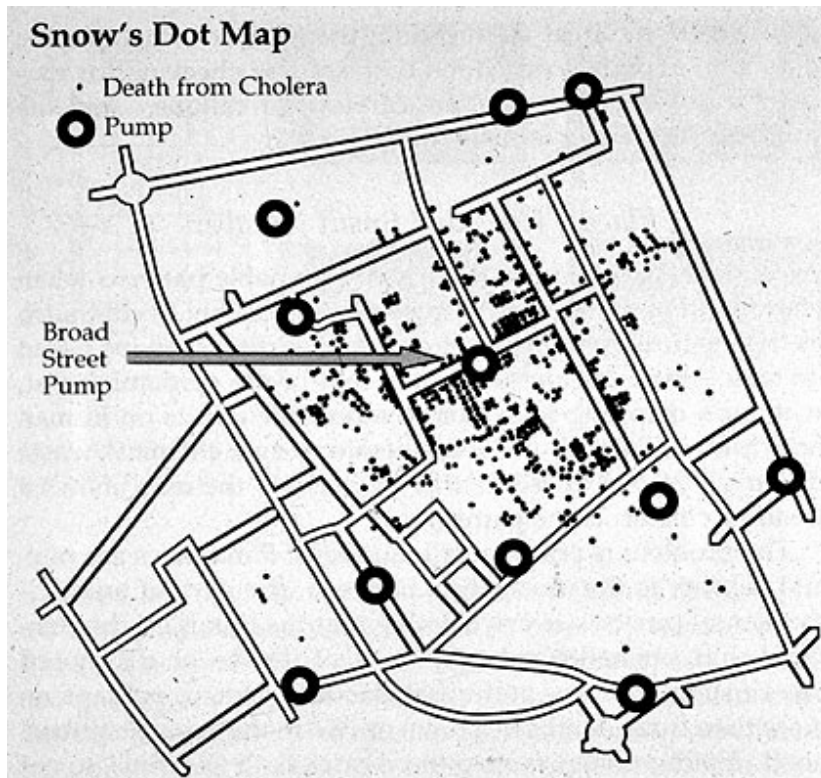 Snow's Dot Map
Death from Cholera
Pump
Broad
Street
Pump